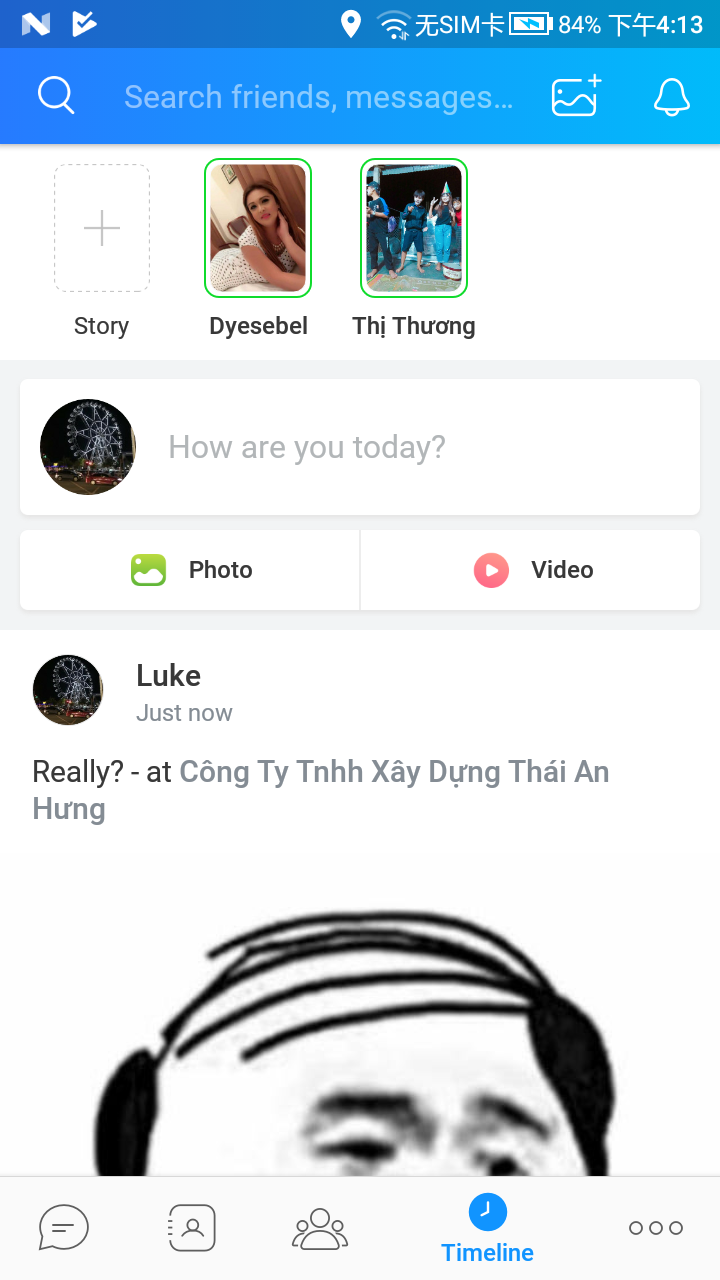 无SIM卡 84% 下午4:13
Search friends, messages...
Story
Dyesebel
Thị Thương
How are you today?
Photo
Video
Luke
Just now
Really? - at Công Ty Tnhh Xây Dựng Thái An
Hưng
Timeline